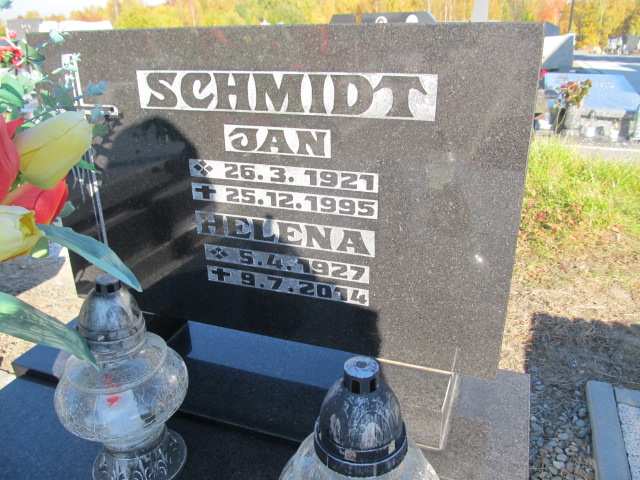 SCHMIDT
JAN
26. 3. 1921
✝ 25. 12. 1995
HELENA
5. 4. 1927
✝ 9. 7. 2014